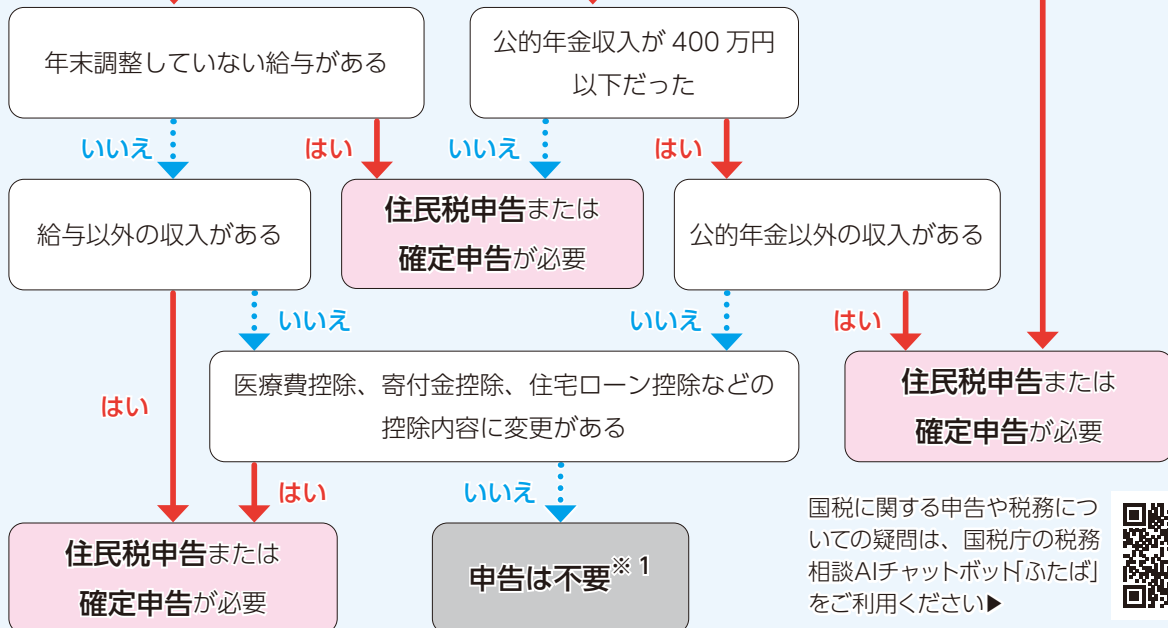 年末調整していない給与がある
公的年金収入が 400 万円
以下だった
いいえ
はい
いいえ
はい
給与以外の収入がある
住民税申告または
確定申告が必要
公的年金以外の収入がある
いいえ
いいえ
はい
はい
医療費控除、寄付金控除、住宅ローン控除などの
控除内容に変更がある
住民税申告または
確定申告が必要
はい
いいえ
住民税申告または
確定申告が必要
申告は不要※1
国税に関する申告や税務につ
いての疑問は、国税庁の税務
相談AIチャットボット「ふたば」
をご利用ください▶